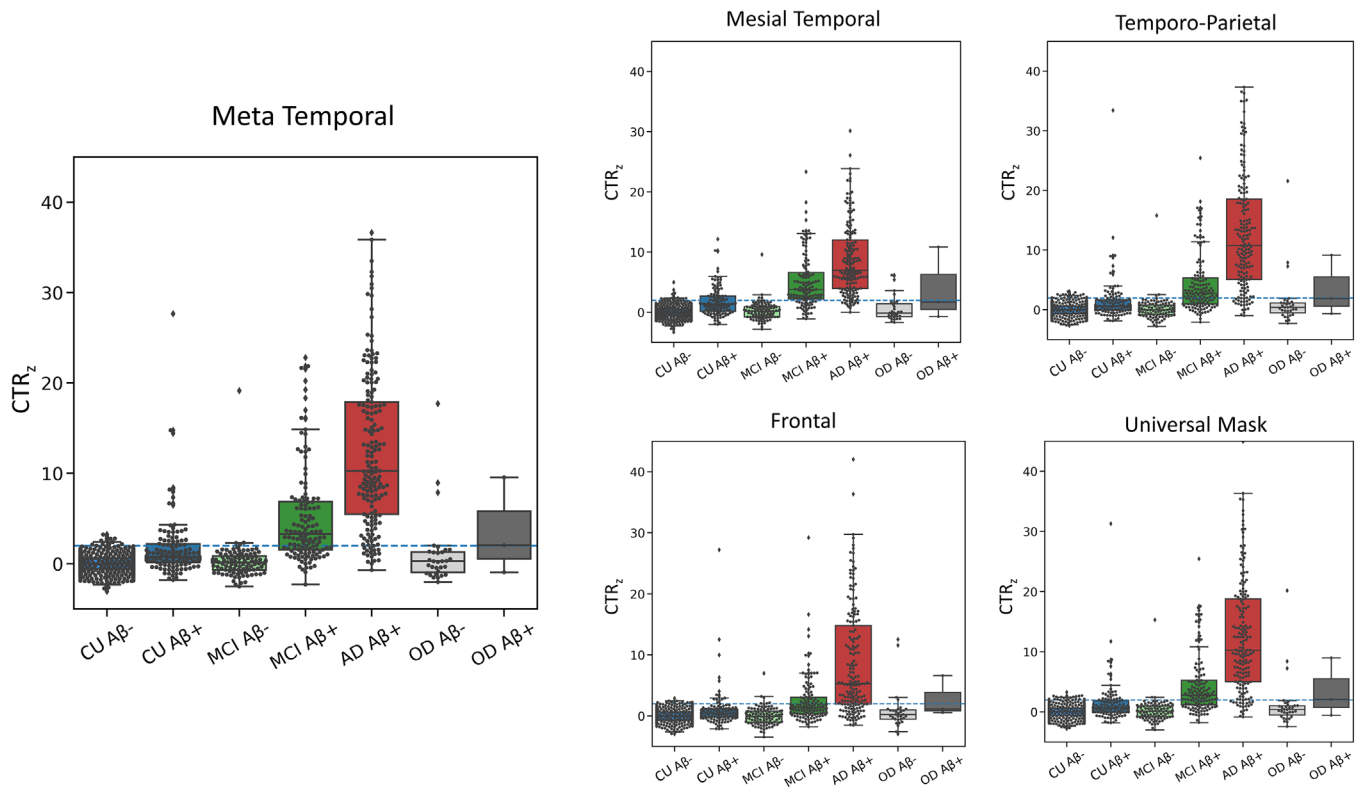 Meta Temporal
CTRz
40
30
20
10
0
CU Aβ-
CU Aβ+
MCI Aβ-
MCI Aβ+
AD Aβ+
OD Aβ-
OD Aβ+
Mesial Temporal
CTRz
40
30
20
10
0
CU Aβ-
CU Aβ+
MCI Aβ-
MCI Aβ+
AD Aβ+
OD Aβ-
OD Aβ+
Temporo-Parietal
CTRz
40
30
20
10
0
CU Aβ-
CU Aβ+
MCI Aβ-
MCI Aβ+
AD Aβ+
OD Aβ-
OD Aβ+
Frontal
CTRz
40
30
20
10
0
CU Aβ-
CU Aβ+
MCI Aβ-
MCI Aβ+
AD Aβ+
OD Aβ-
OD Aβ+
Universal Mask
CTRz
40
30
20
10
0
CU Aβ-
CU Aβ+
MCI Aβ-
MCI Aβ+
AD Aβ+
OD Aβ-
OD Aβ+